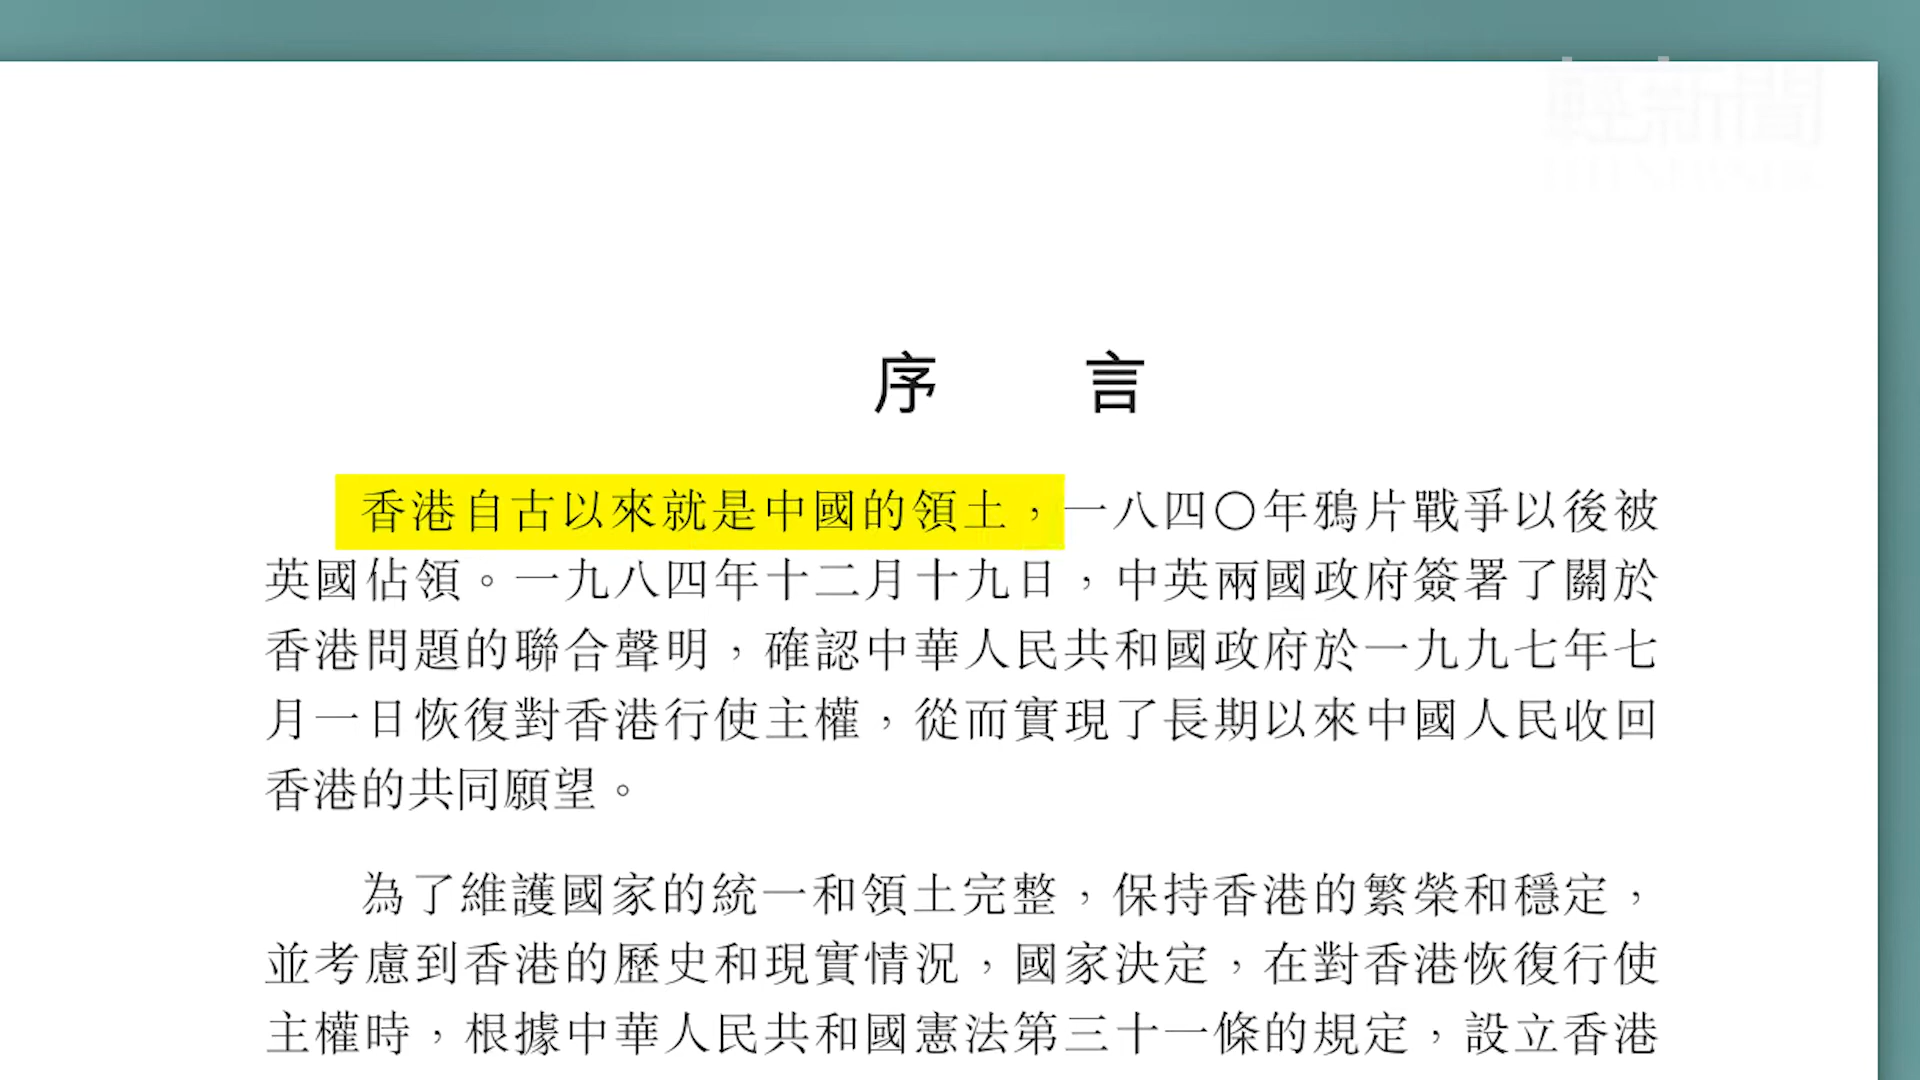 輕新聞
序言
香港自古以來就是中國的領土，一八四〇年鴉片戰爭以後被
英國佔領。一九八四年十二月十九日，中英兩國政府簽署了關於
香港問題的聯合聲明，確認中華人民共和國政府於一九九七年七
月一日恢復對香港行使主權，從而實現了長期以來中國人民收回
香港的共同願望。
為了維護國家的統一和領土完整，保持香港的繁榮和穩定，
並考慮到香港的歷史和現實情況，國家決定，在對香港恢復行使
主權時，根據中華人民共和國憲法第三十一條的規定，設立香港